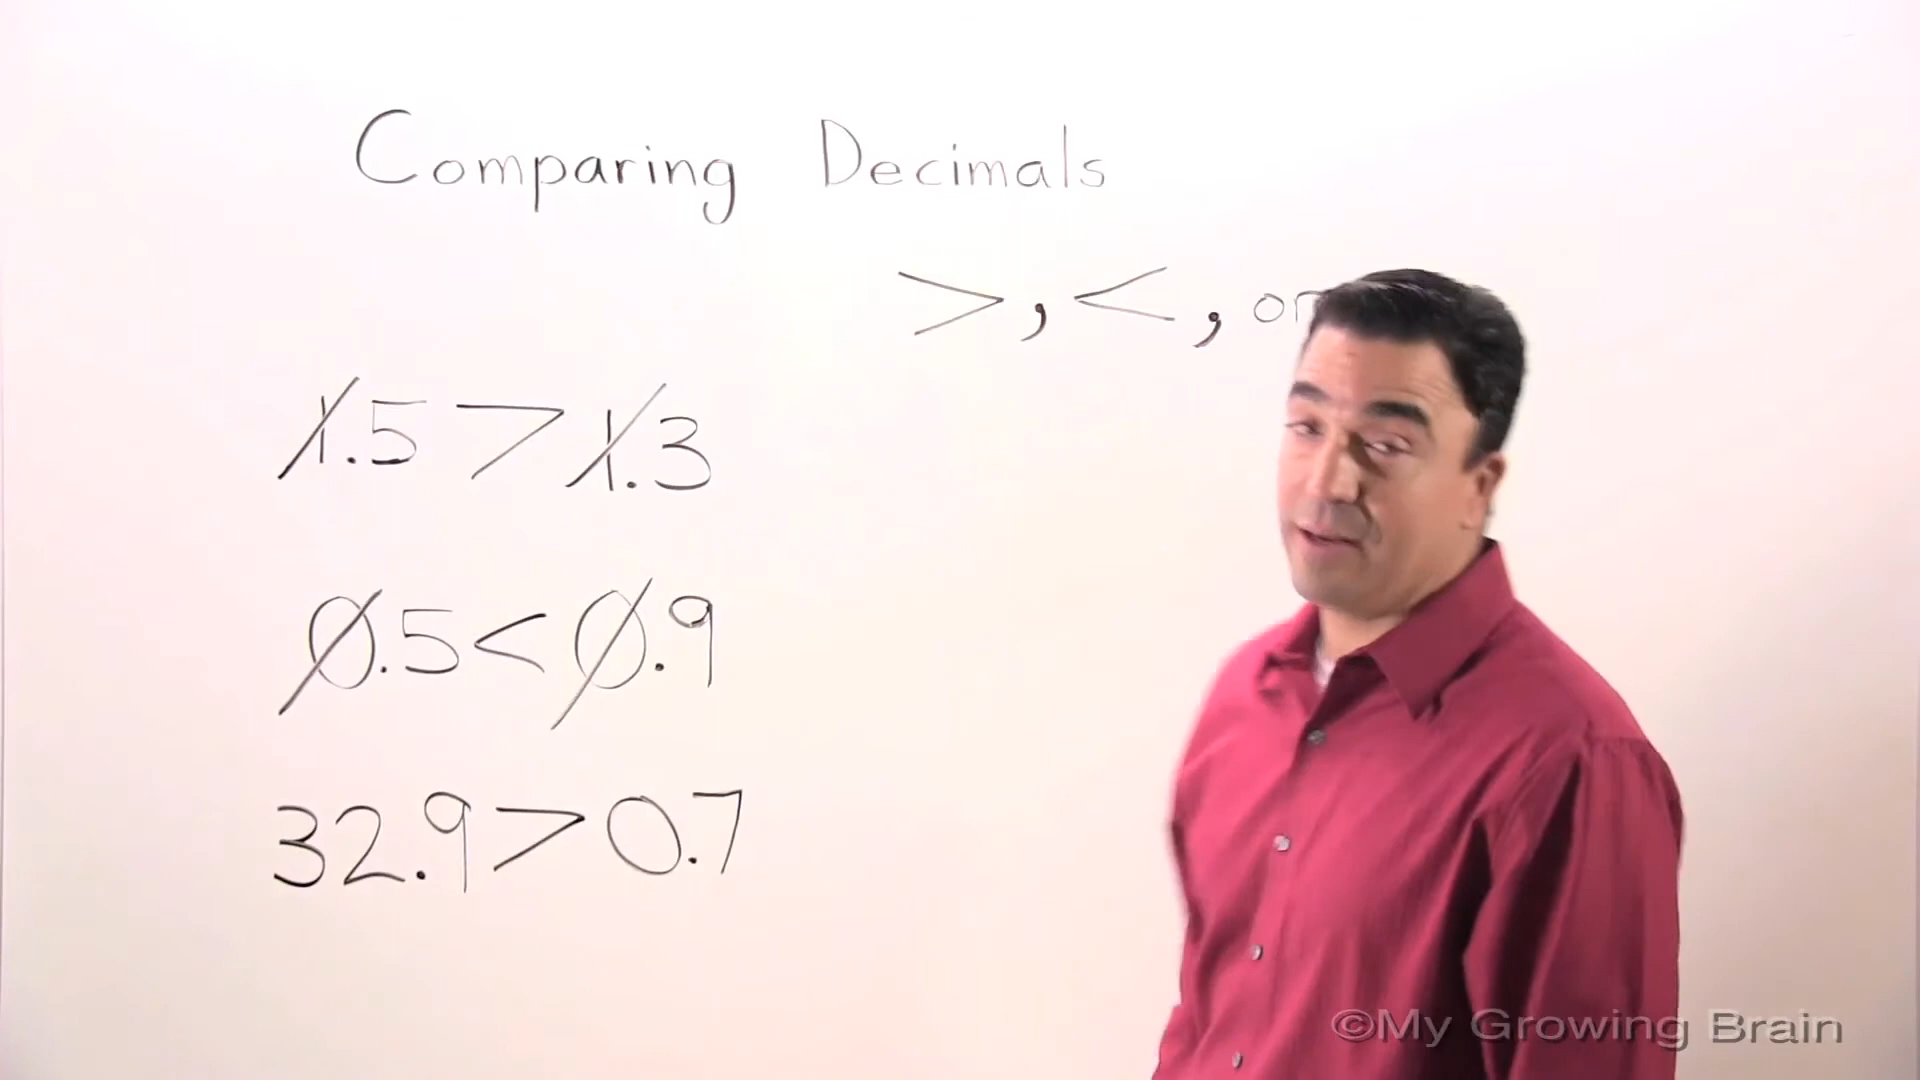 Comparing Decimals
>, <, or
1.5 > 1.3
0.5 < 0.9
32.9 > 0.7
©My Growing Brain